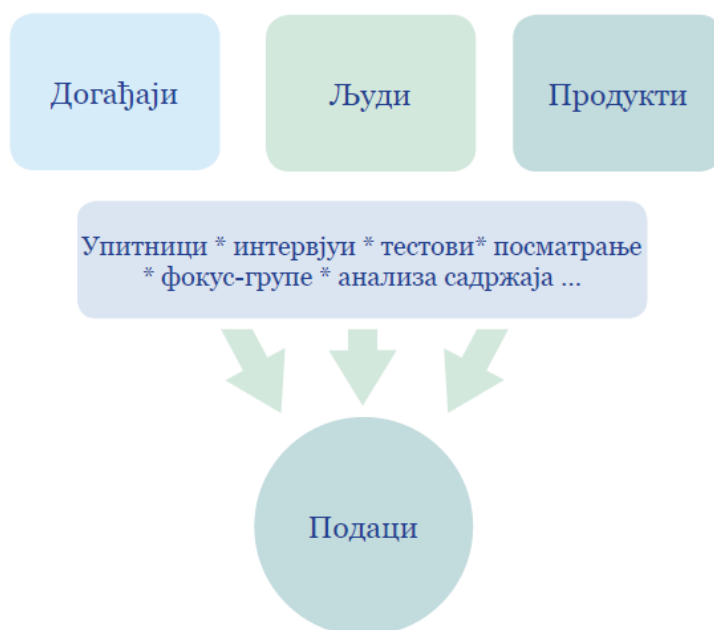 Догађаји
Људи
Продукти
Упитници * интервјуи * тестови* посматрање
* фокус-групе * анализа садржаја ...
Подаци